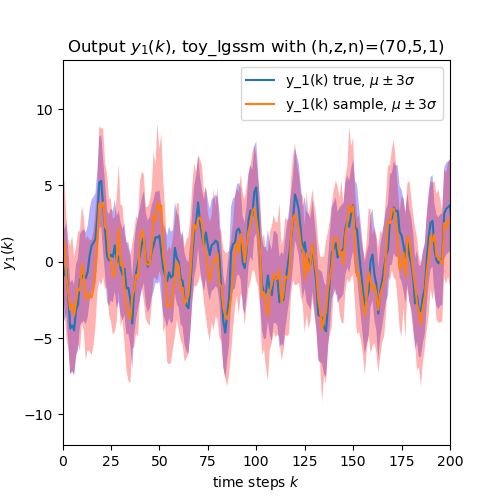 Output y₁(k), toy_lgssm with (h,z,n)=(70,5,1)
y_1(k) true, μ ± 3σ
y_1(k) sample, μ ± 3σ
y₁(k)
10
5
0
−5
−10
0 25 50 75 100 125 150 175 200
time steps k